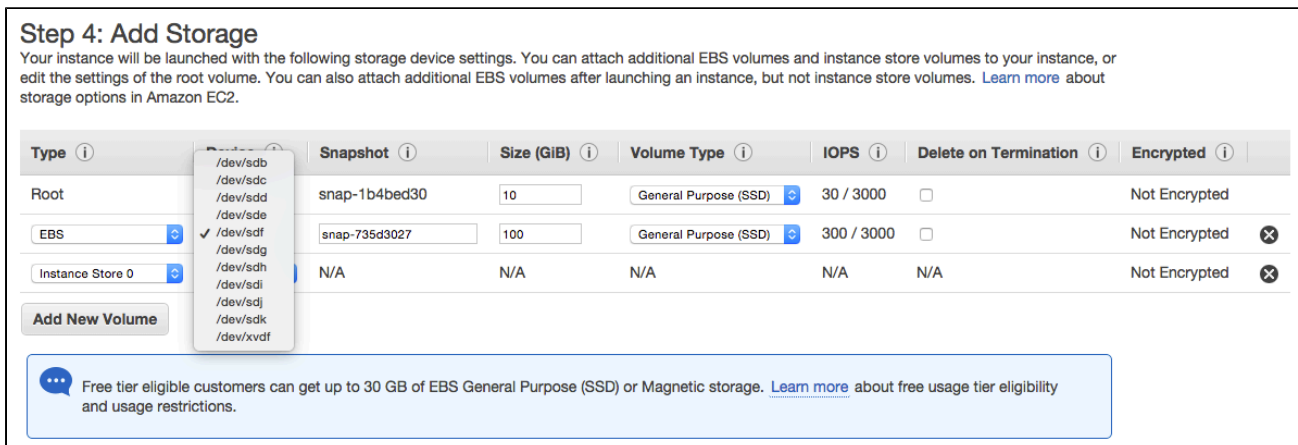 Step 4: Add Storage
Your instance will be launched with the following storage device settings. You can attach additional EBS volumes and instance store volumes to your instance, or
edit the settings of the root volume. You can also attach additional EBS volumes after launching an instance, but not instance store volumes. Learn more about
storage options in Amazon EC2.
Type Device Snapshot Size (GiB) Volume Type IOPS Delete on Termination Encrypted
/dev/sdb
/dev/sdc
/dev/sdd
/dev/sde
/dev/sdf
/dev/sdg
/dev/sdh
/dev/sdi
/dev/sdj
/dev/sdk
/dev/xvdf
Root snap-1b4bed30 10 General Purpose (SSD) 30 / 3000 Not Encrypted
EBS snap-735d3027 100 General Purpose (SSD) 300 / 3000 Not Encrypted
Instance Store 0 N/A N/A N/A N/A N/A Not Encrypted
Add New Volume
Free tier eligible customers can get up to 30 GB of EBS General Purpose (SSD) or Magnetic storage. Learn more about free usage tier eligibility
and usage restrictions.